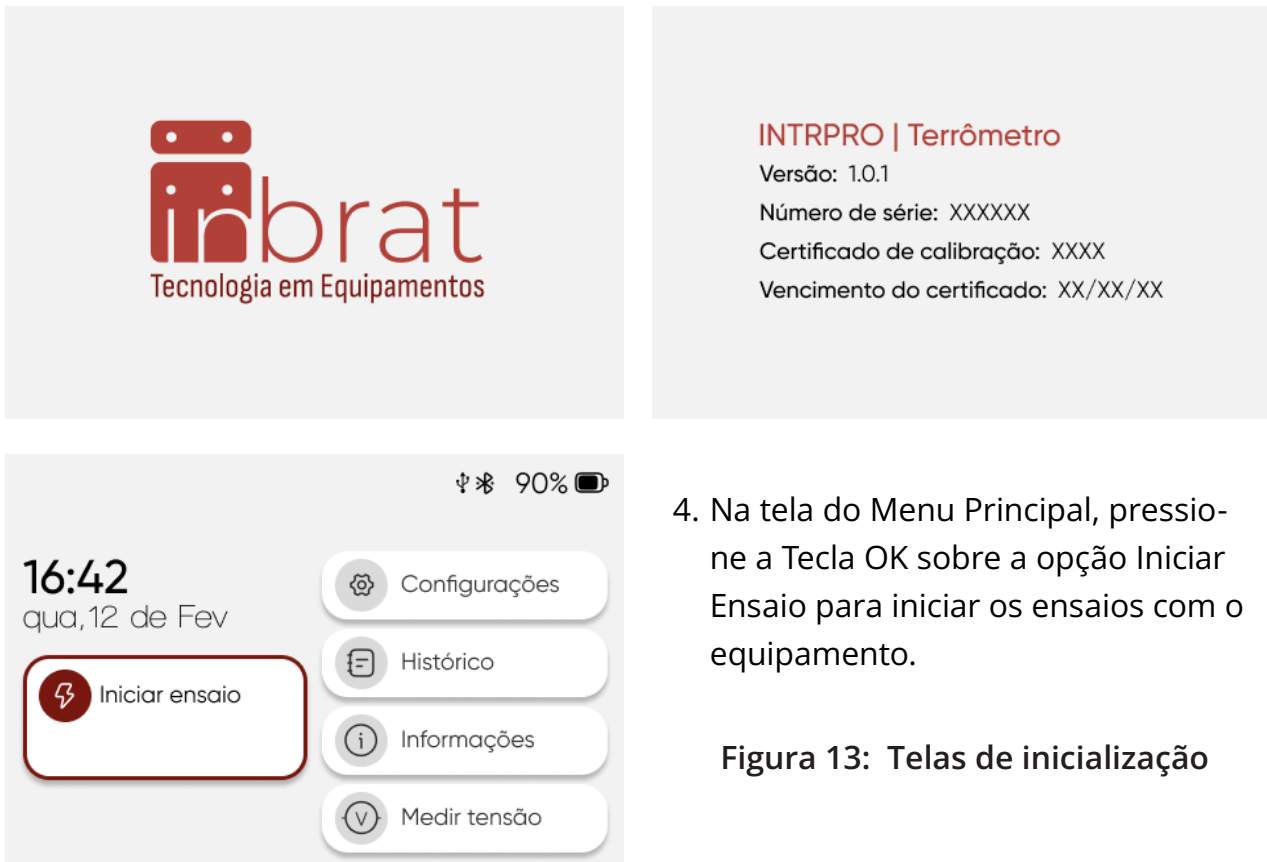 inbrat
Tecnologia em Equipamentos
INTRPRO | Terrômetro
Versão: 1.0.1
Número de série: XXXXXX
Certificado de calibração: XXXX
Vencimento do certificado: XX/XX/XX
90%
16:42
qua,12 de Fev
Iniciar ensaio
Configurações
Histórico
Informações
Medir tensão
4. Na tela do Menu Principal, pressio-
ne a Tecla OK sobre a opção Iniciar
Ensaio para iniciar os ensaios com o
equipamento.
Figura 13: Telas de inicialização